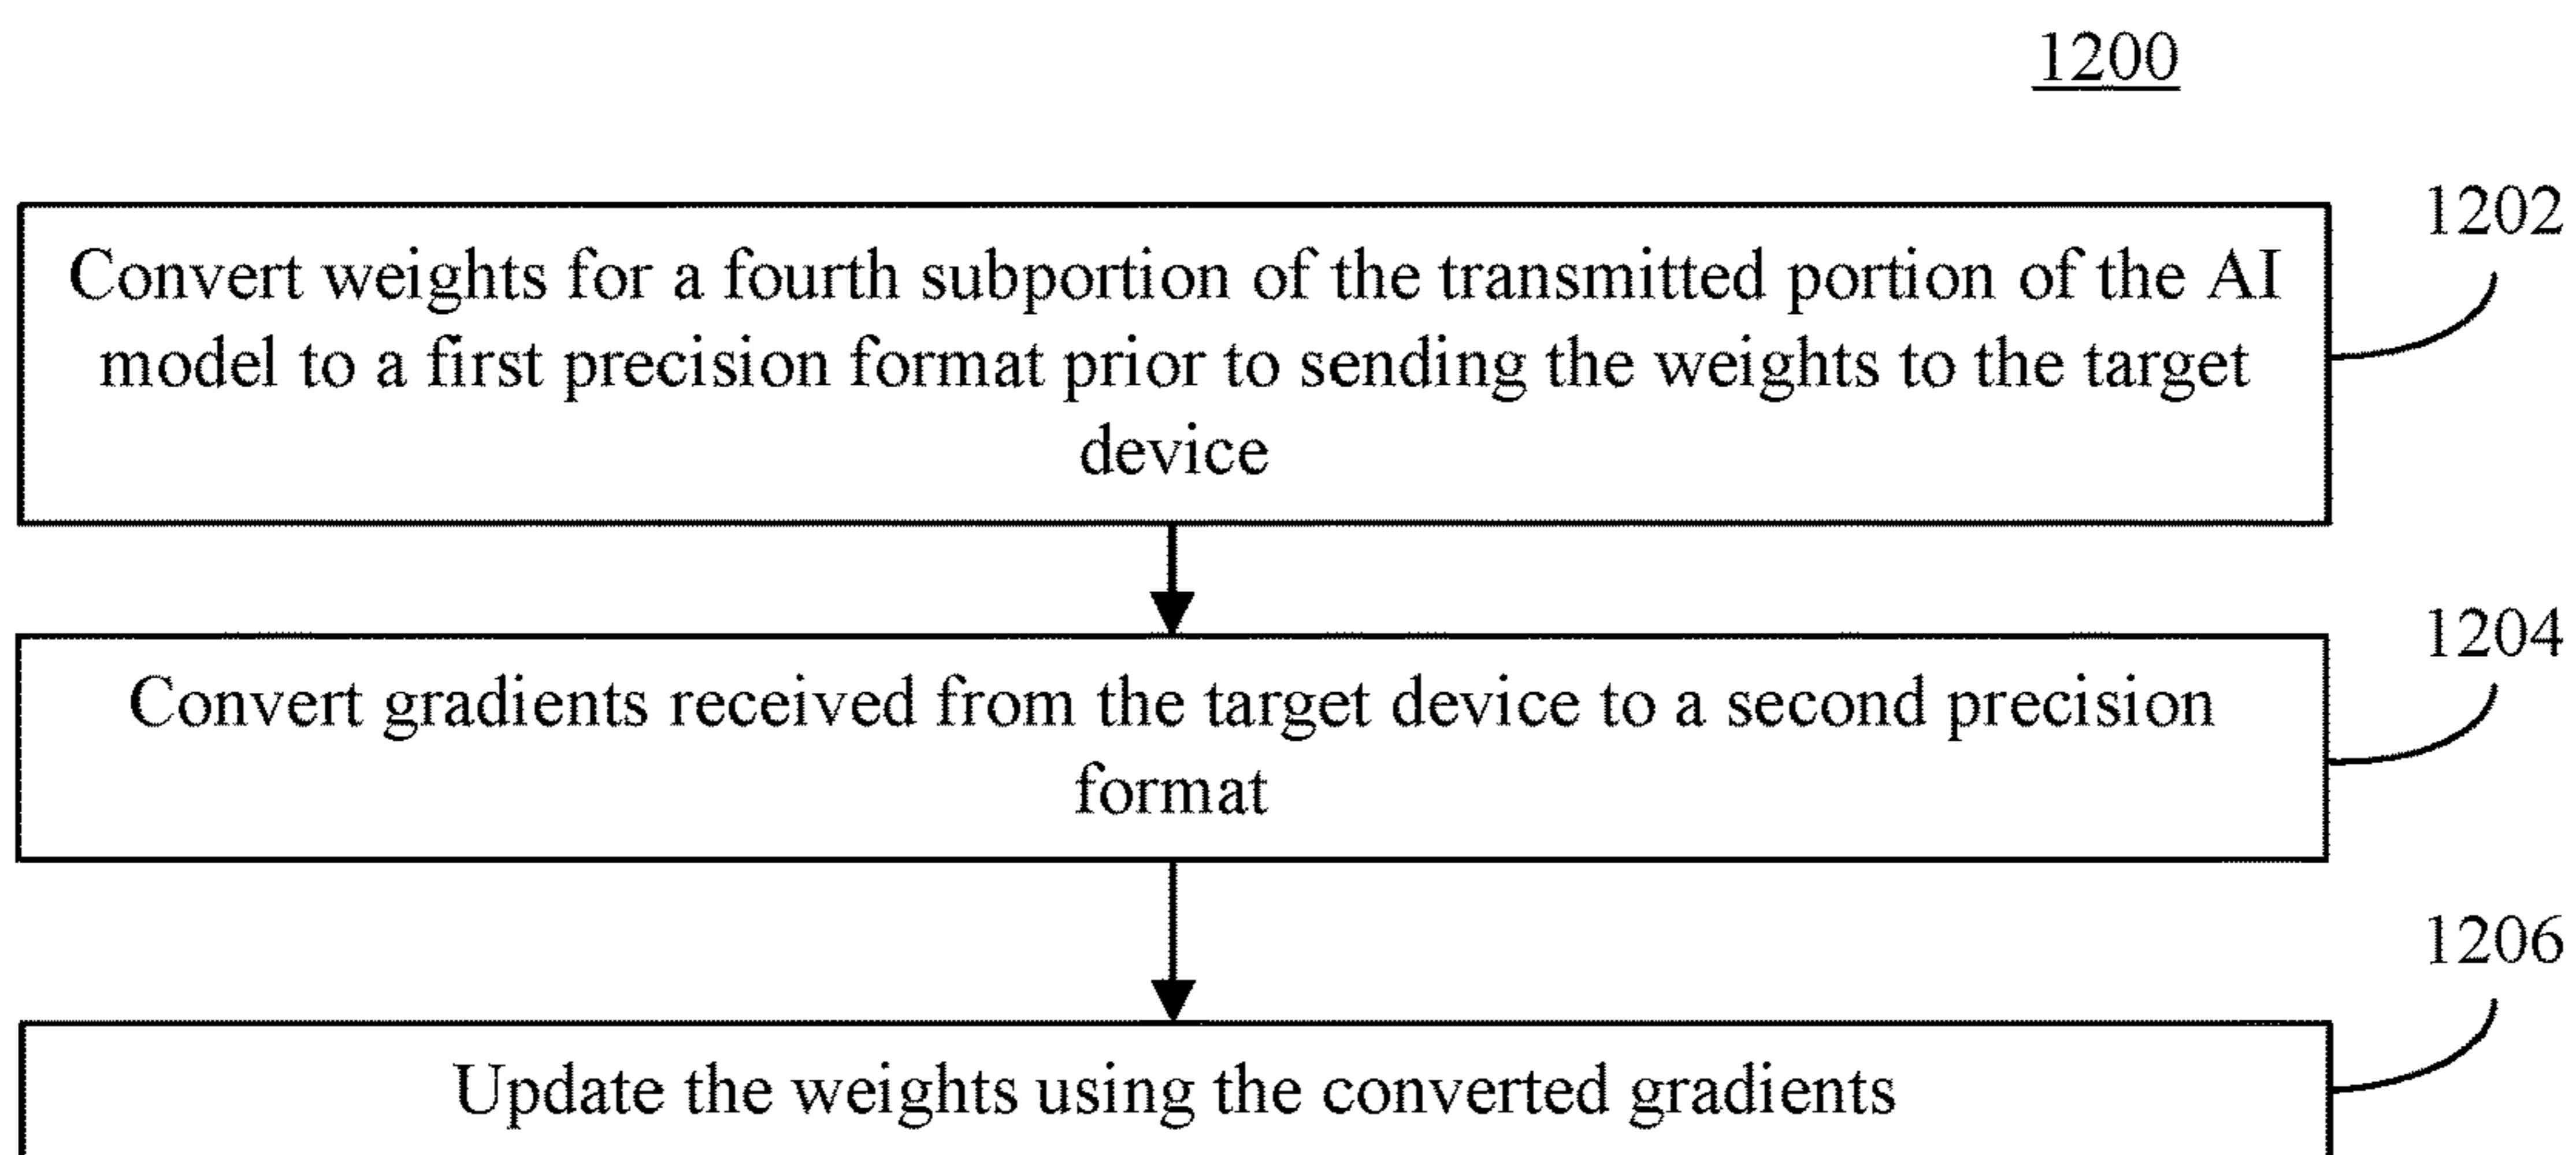 1200
1202
Convert weights for a fourth subportion of the transmitted portion of the AI
model to a first precision format prior to sending the weights to the target
device
1204
Convert gradients received from the target device to a second precision
format
1206
Update the weights using the converted gradients